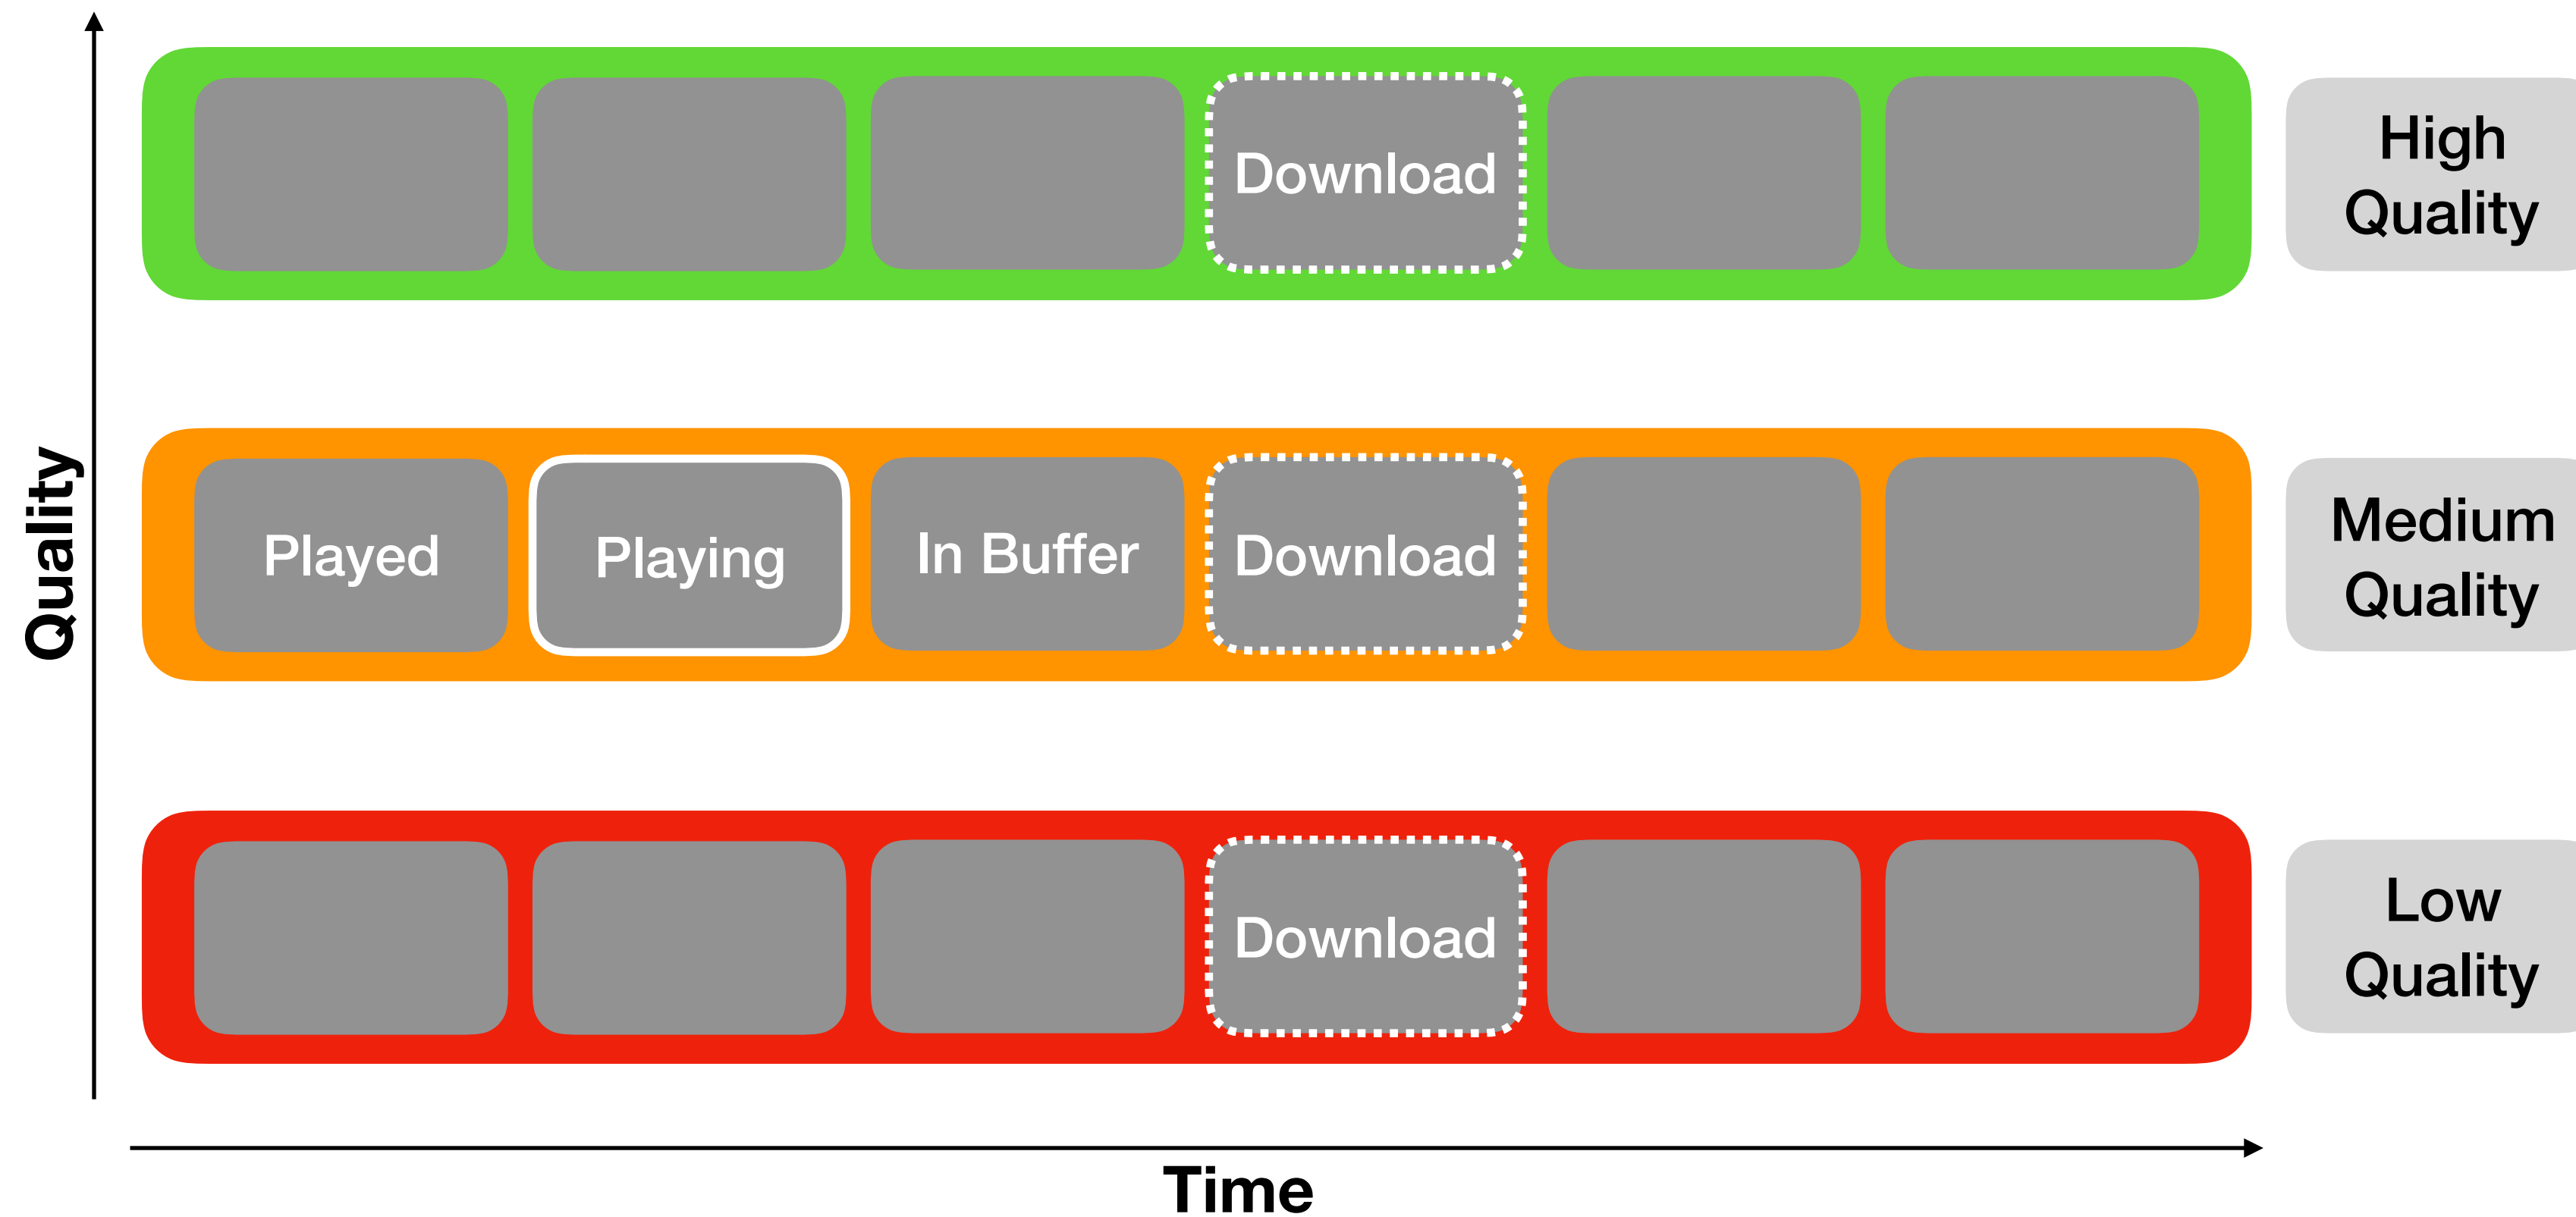 Download
High
Quality
Quality
Played
Playing
In Buffer
Download
Medium
Quality
Download
Low
Quality
Time